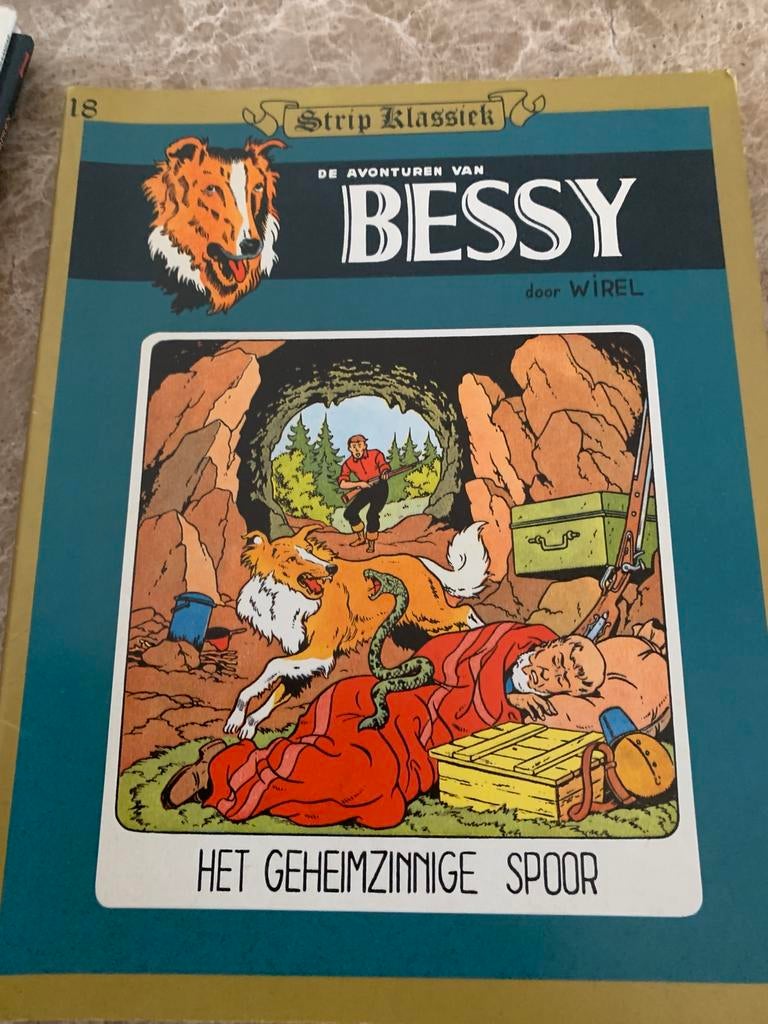 18
Strip Klassiek
DE AVONTUREN VAN
BESSY
door WiREL
HET GEHEIMZINNIGE SPOOR